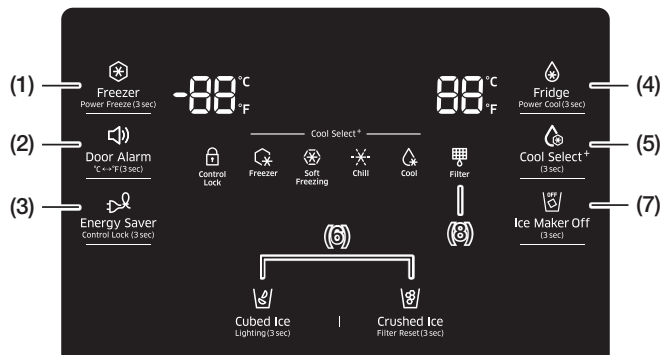 (1)
Freezer
Power Freeze (3 sec)
-88 °C °F
88 °C °F
Fridge
Power Cool (3 sec)
(4)
(2)
Door Alarm
°C↔°F (3 sec)
Cool Select+
Control Lock
Freezer
Soft Freezing
Chill
Cool
Filter
Cool Select+
(3 sec)
(5)
(3)
Energy Saver
Control Lock (3 sec)
OFF
Ice Maker Off
(3 sec)
(7)
(6)
(8)
Cubed Ice
Lighting (3 sec)
|
Crushed Ice
Filter Reset (3 sec)